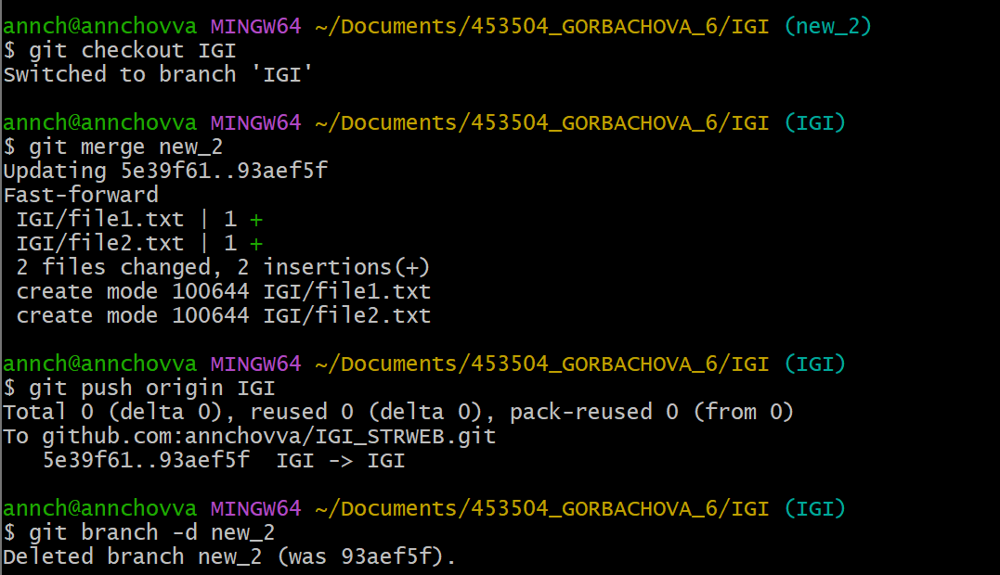 annch@annchovva MINGW64 ~/Documents/453504_GORBACHOVA_6/IGI (new_2)
$ git checkout IGI
Switched to branch 'IGI'
annch@annchovva MINGW64 ~/Documents/453504_GORBACHOVA_6/IGI (IGI)
$ git merge new_2
Updating 5e39f61..93aef5f
Fast-forward
 IGI/file1.txt | 1 +
 IGI/file2.txt | 1 +
 2 files changed, 2 insertions(+)
 create mode 100644 IGI/file1.txt
 create mode 100644 IGI/file2.txt
annch@annchovva MINGW64 ~/Documents/453504_GORBACHOVA_6/IGI (IGI)
$ git push origin IGI
Total 0 (delta 0), reused 0 (delta 0), pack-reused 0 (from 0)
To github.com:annchovva/IGI_STRWEB.git
   5e39f61..93aef5f  IGI -> IGI
annch@annchovva MINGW64 ~/Documents/453504_GORBACHOVA_6/IGI (IGI)
$ git branch -d new_2
Deleted branch new_2 (was 93aef5f).